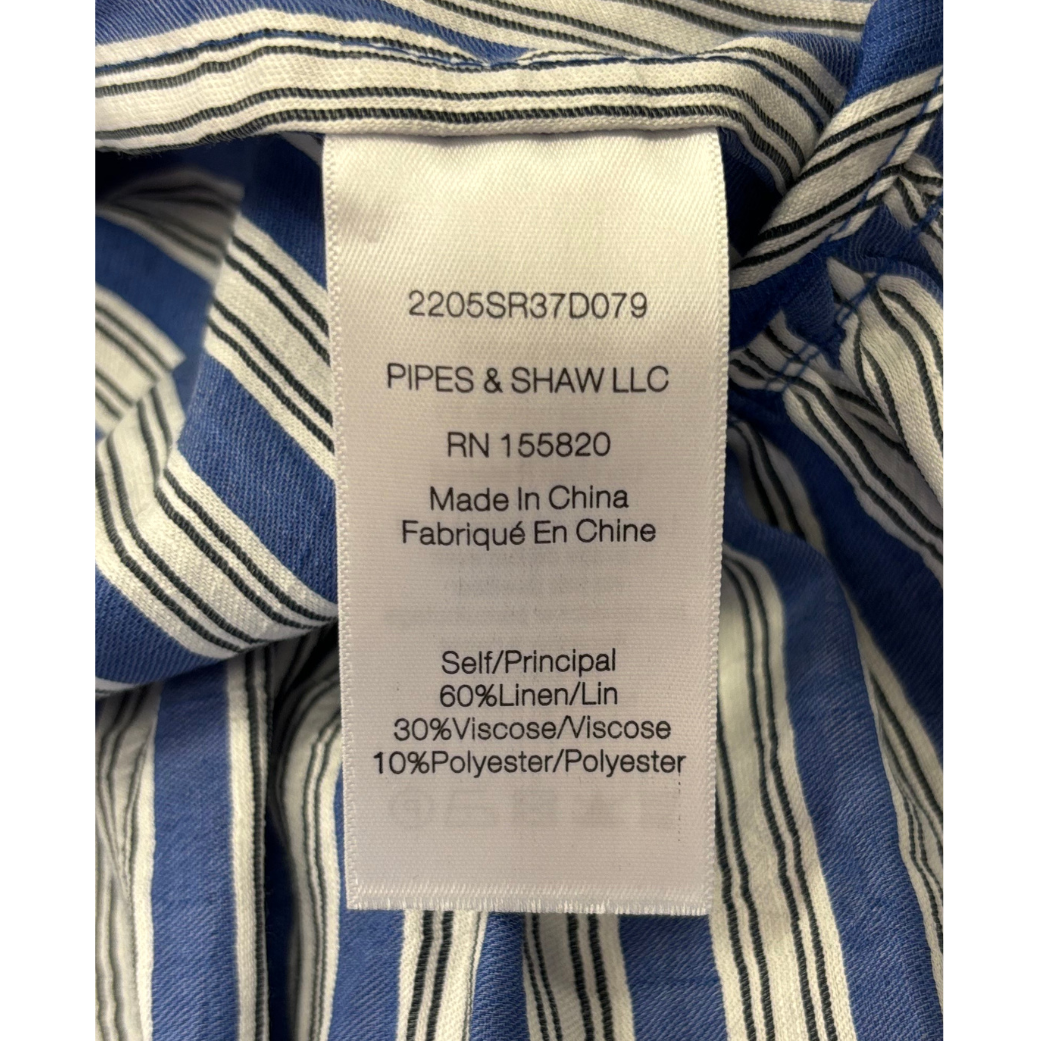 2205SR37D079
PIPES & SHAW LLC
RN 155820
Made In China
Fabriqué En Chine
Self/Principal
60%Linen/Lin
30%Viscose/Viscose
10%Polyester/Polyester